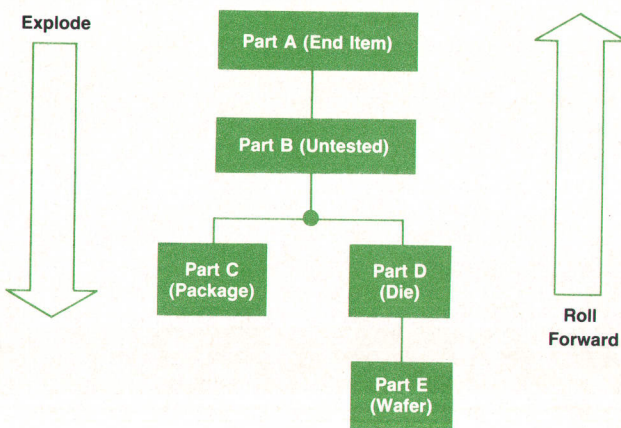 Explode
Part A (End Item)
Part B (Untested)
Part C
(Package)
Part D
(Die)
Roll
Forward
Part E
(Wafer)